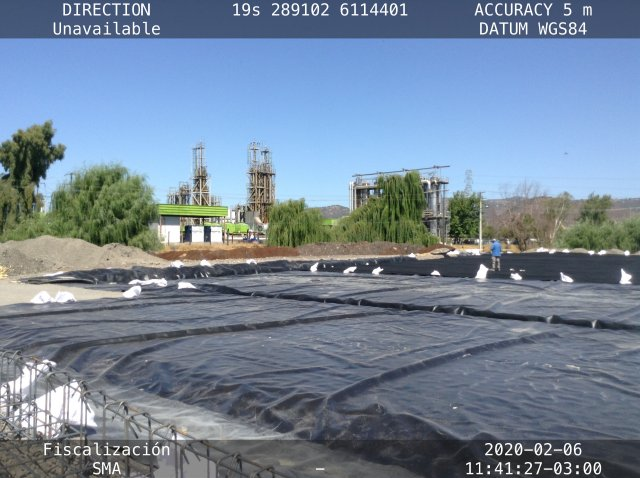 DIRECTION
Unavailable
19s 289102 6114401
ACCURACY 5 m
DATUM WGS84
Fiscalización
SMA
-
2020-02-06
11:41:27-03:00